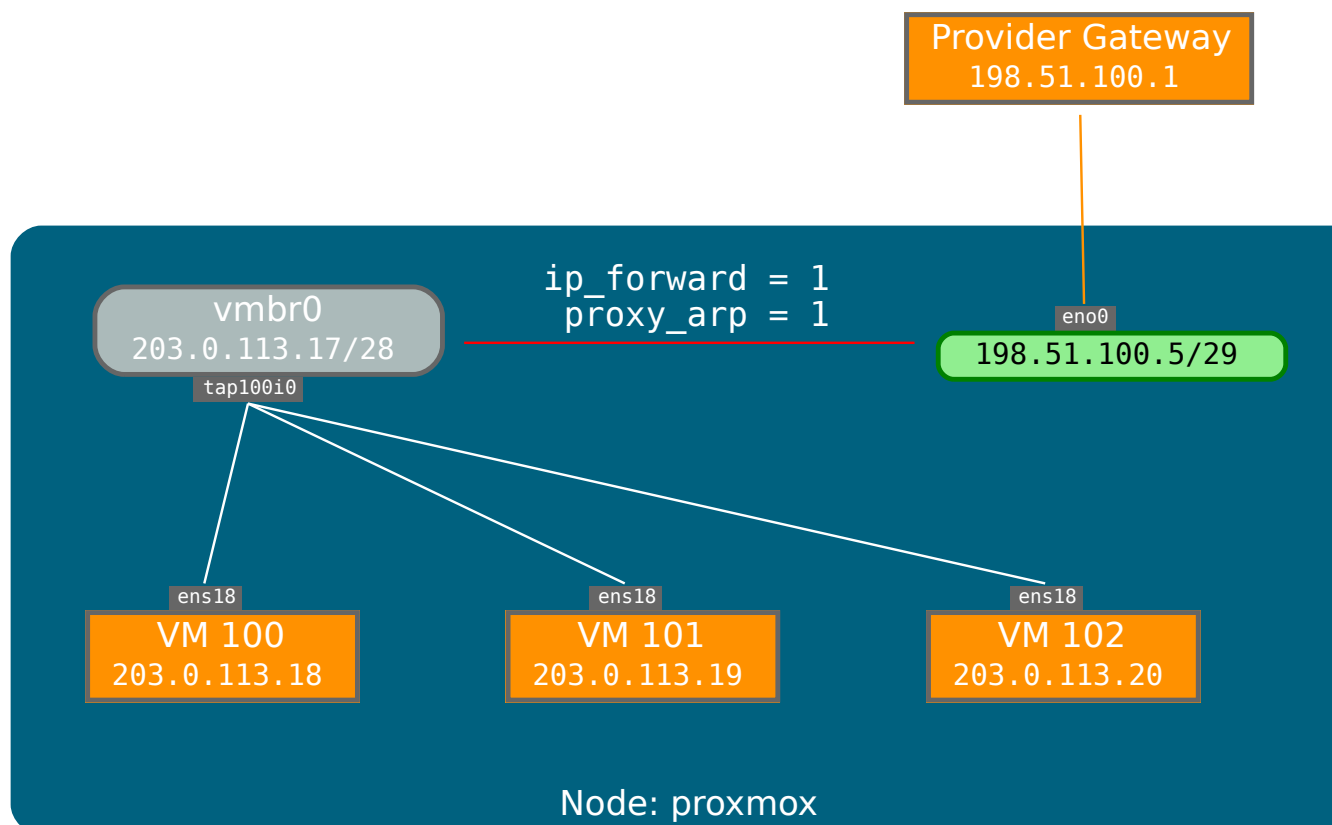 Provider Gateway
198.51.100.1
ip_forward = 1
proxy_arp = 1
vmbr0
203.0.113.17/28
tap100i0
eno0
198.51.100.5/29
ens18
VM 100
203.0.113.18
ens18
VM 101
203.0.113.19
ens18
VM 102
203.0.113.20
Node: proxmox